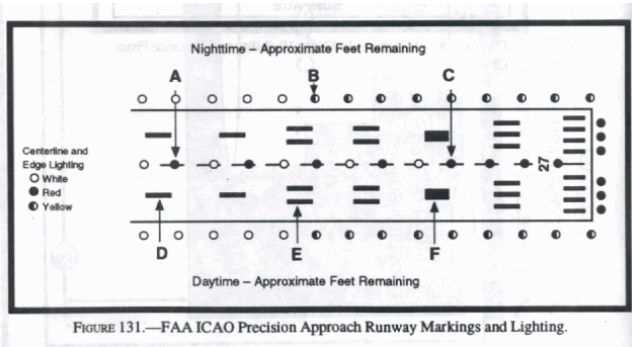 Nighttime – Approximate Feet Remaining
A B C
Centerline and
Edge Lighting
White
Red
Yellow
27
D E F
Daytime – Approximate Feet Remaining
FIGURE 131.—FAA ICAO Precision Approach Runway Markings and Lighting.